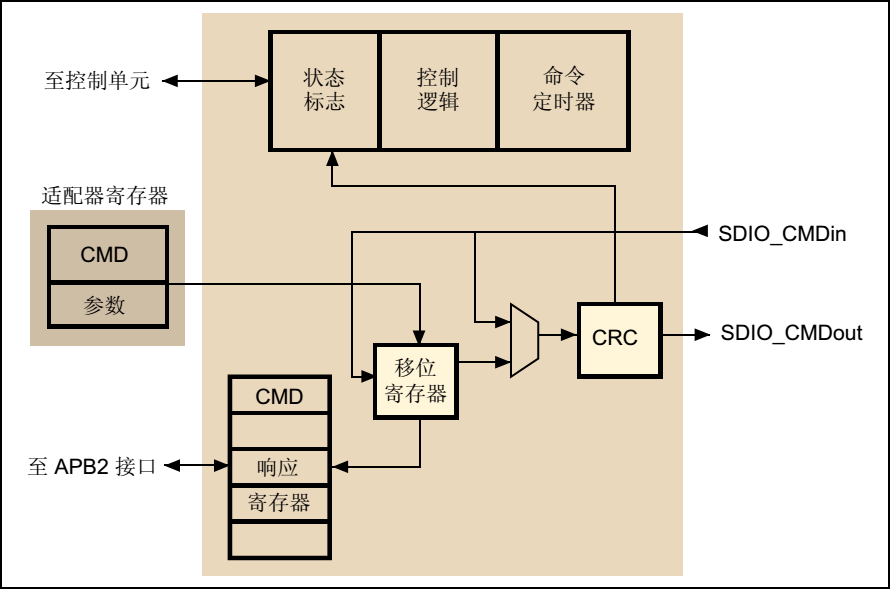 状态
标志
控制
逻辑
命令
定时器
至控制单元
适配器寄存器
CMD
参数
SDIO_CMDin
SDIO_CMDout
CRC
移位
寄存器
CMD
响应
寄存器
至 APB2 接口